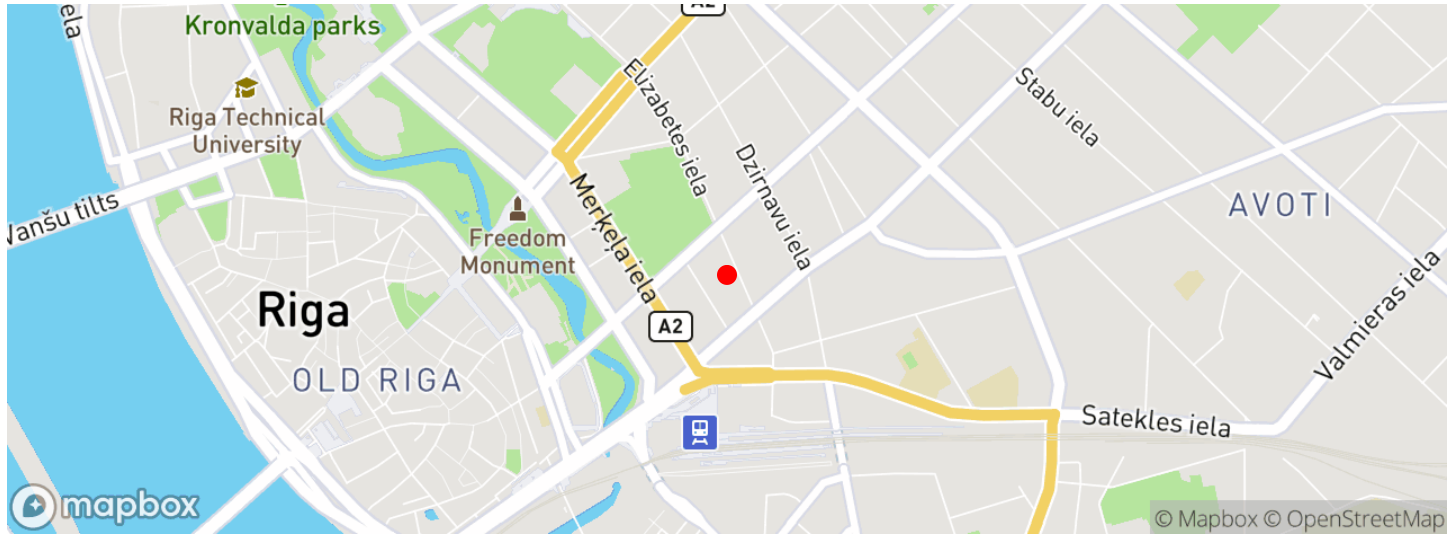 ela
Kronvalda parks
A2
Riga Technical
University
Elizabetes iela
Stabu iela
Dzirnavu iela
Vanšu tilts
AVOTI
Freedom
Monument
Merķeļa iela
Riga
A2
Valmieras iela
OLD RIGA
Satekles iela
mapbox
© Mapbox © OpenStreetMap